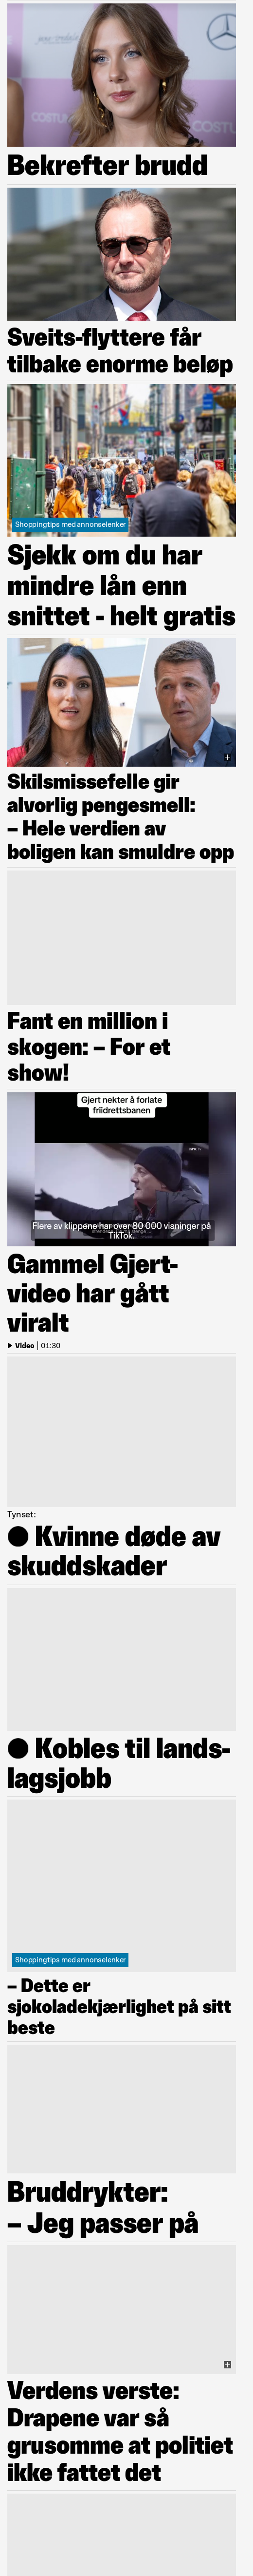 COSTUME
COSTU
Bekrefter brudd
Sveits-flyttere får
tilbake enorme beløp
Shoppingtips med annonselenker
Sjekk om du har
mindre lån enn
snittet - helt gratis
Skilsmissefelle gir
alvorlig pengesmell:
– Hele verdien av
boligen kan smuldre opp
Fant en million i
skogen: – For et
show!
Gjert nekter å forlate
friidrettsbanen
Flere av klippene har over 80 000 visninger på
TikTok.
Gammel Gjert-
video har gått
viralt
Video | 01:30
Tynset:
● Kvinne døde av
skuddskader
● Kobles til lands-
lagsjobb
Shoppingtips med annonselenker
– Dette er
sjokoladekjærlighet på sitt
beste
Bruddrykter:
– Jeg passer på
Verdens verste:
Drapene var så
grusomme at politiet
ikke fattet det